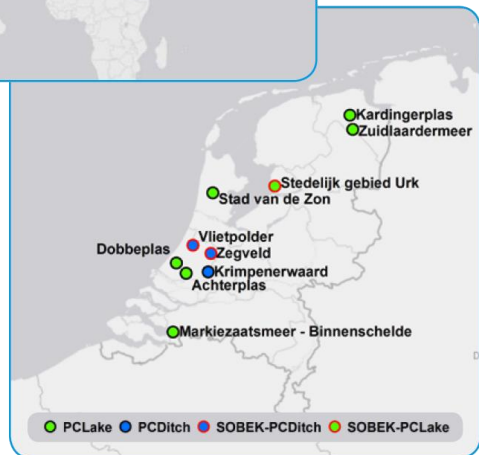 Kardingerplas
Zuidlaardermeer
Stedelijk gebied Urk
Stad van de Zon
Vlietpolder
Dobbeplas
Zegveld
Krimpenerwaard
Achterplas
Markiezaatsmeer - Binnenschelde
D
PCLake PCDitch SOBEK-PCDitch SOBEK-PCLake